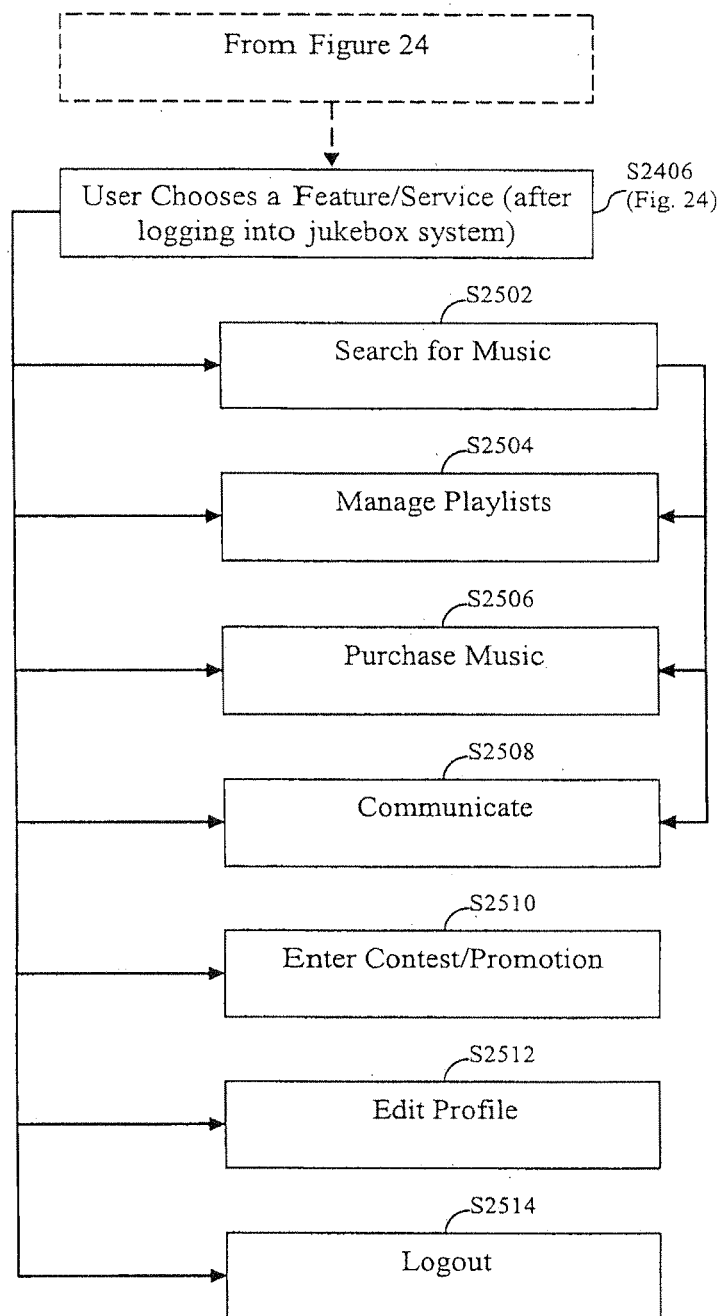 From Figure 24
User Chooses a Feature/Service (after
logging into jukebox system)
S2406
(Fig. 24)
S2502
Search for Music
S2504
Manage Playlists
S2506
Purchase Music
S2508
Communicate
S2510
Enter Contest/Promotion
S2512
Edit Profile
S2514
Logout